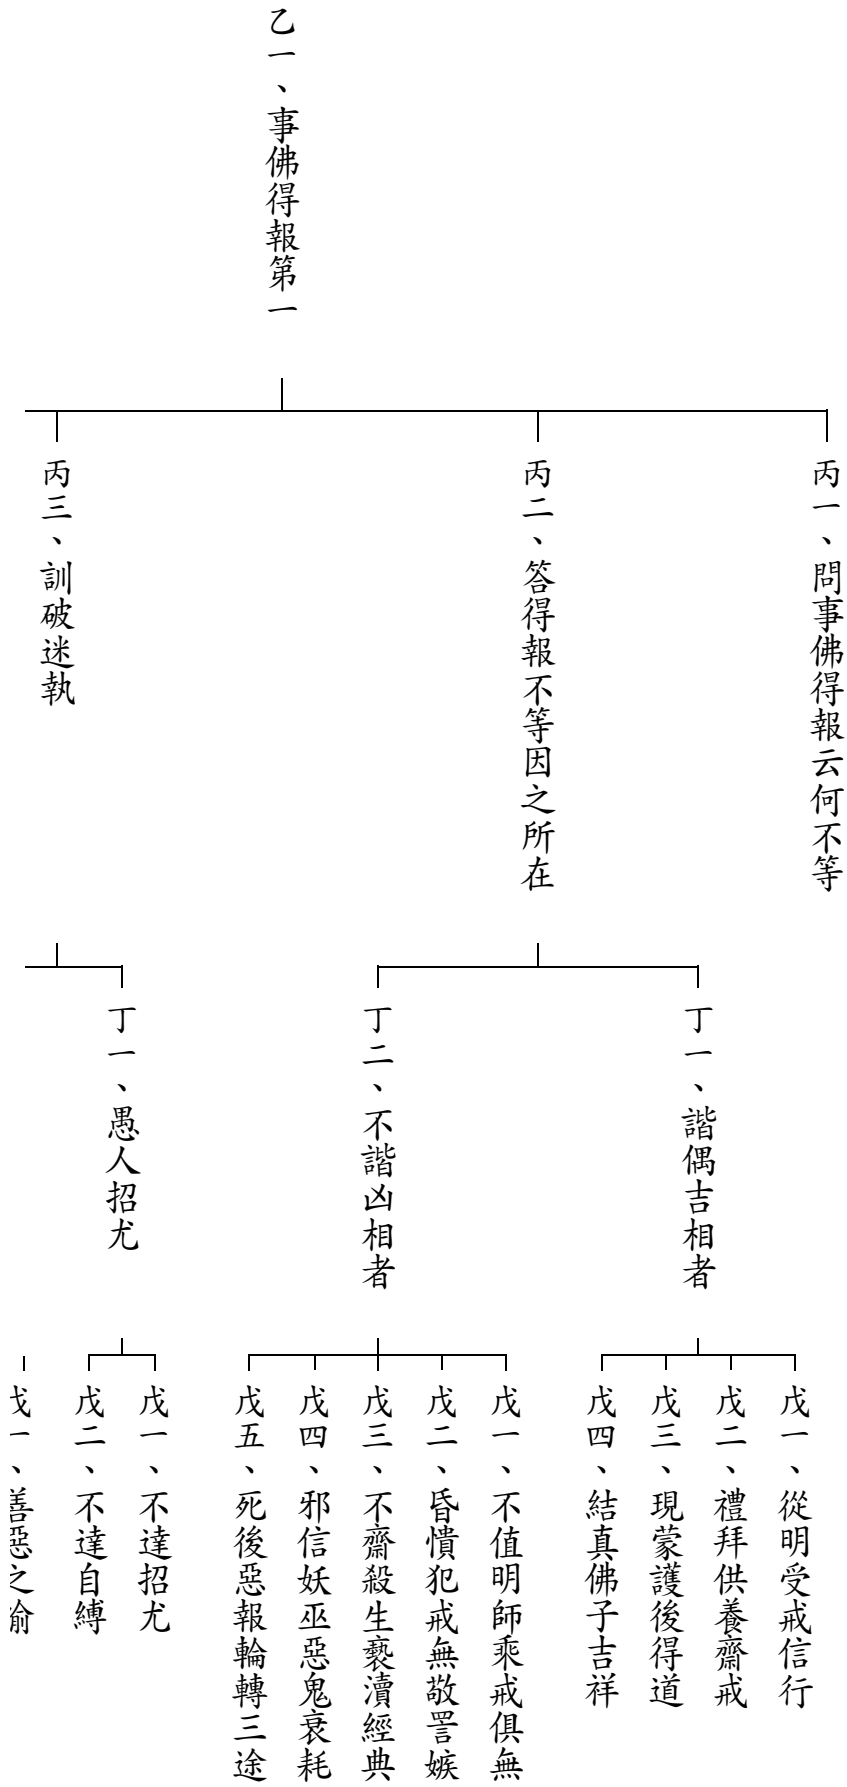 乙一、事佛得報第一
丙一、問事佛得報云何不等
丙二、答得報不等因之所在
丁一、諧偶吉相者
戊一、從明受戒信行
戊二、禮拜供養齋戒
戊三、現蒙護後得道
戊四、結真佛子吉祥
丁二、不諧凶相者
戊一、不值明師乘戒俱無
戊二、昏憒犯戒無敬詈嫉
戊三、不齋殺生褻瀆經典
戊四、邪信妖巫惡鬼衰耗
戊五、死後惡報輪轉三途
丙三、訓破迷執
丁一、愚人招尤
戊一、不達招尤
戊二、不達自縛
戊一、善惡之喻